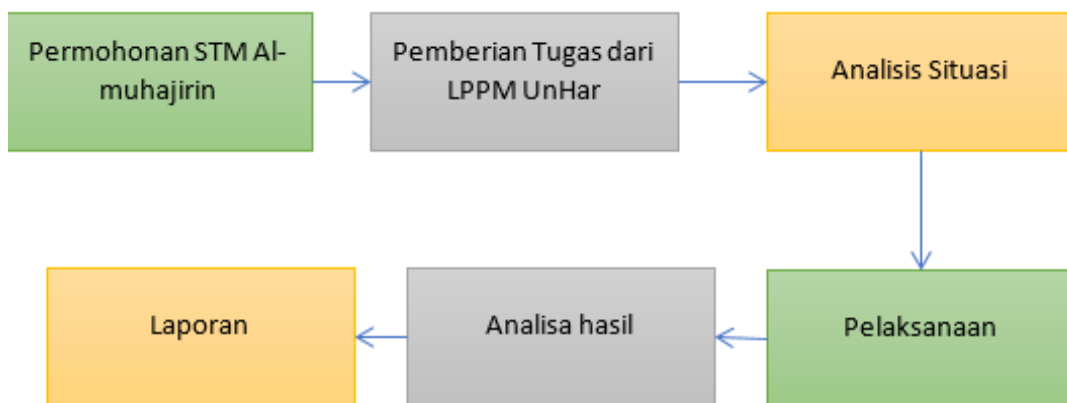 Permohonan STM Al-
muhajirin
Pemberian Tugas dari
LPPM UnHar
Analisis Situasi
Pelaksanaan
Analisa hasil
Laporan